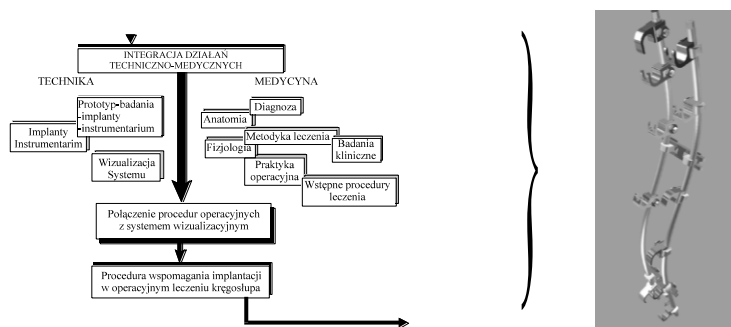 INTEGRACJA DZIAŁAŃ
TECHNICZNO-MEDYCZNYCH
TECHNIKA
MEDYCYNA
Prototyp-badania
-implanty
-instrumentarium
Implanty
Instrumentarim
Wizualizacja
Systemu
Diagnoza
Anatomia
Metodyka leczenia
Fizjologia
Badania
kliniczne
Praktyka
operacyjna
Wstępne procedury
leczenia
Połączenie procedur operacyjnych
z systemem wizualizacyjnym
Procedura wspomagania implantacji
w operacyjnym leczeniu kręgosłupa